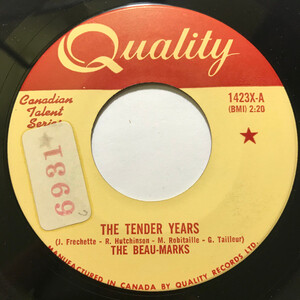 Quality
Canadian
Talent
Series
1423X-A
(BMI) 2:20
1369
THE TENDER YEARS
(J. Frechette - R. Hutchinson - M. Robitaille - G. Tailleur)
THE BEAU-MARKS
MANUFACTURED IN CANADA BY QUALITY RECORDS LTD.